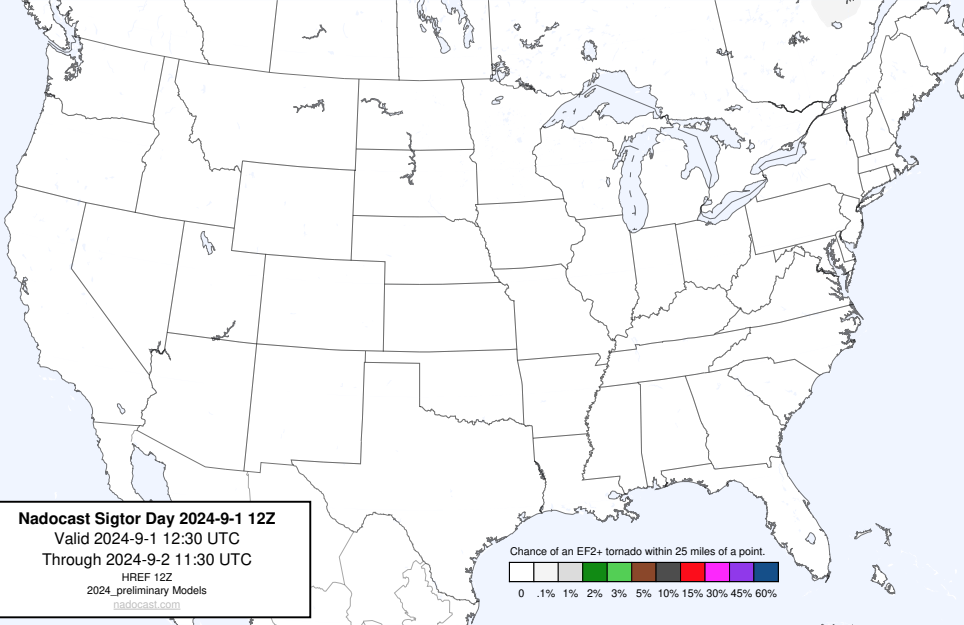 Nadocast Sigtor Day 2024-9-1 12Z
Valid 2024-9-1 12:30 UTC
Through 2024-9-2 11:30 UTC
HREF 12Z
2024_preliminary Models
nadocast.com
Chance of an EF2+ tornado within 25 miles of a point.
0 .1% 1% 2% 3% 5% 10% 15% 30% 45% 60%